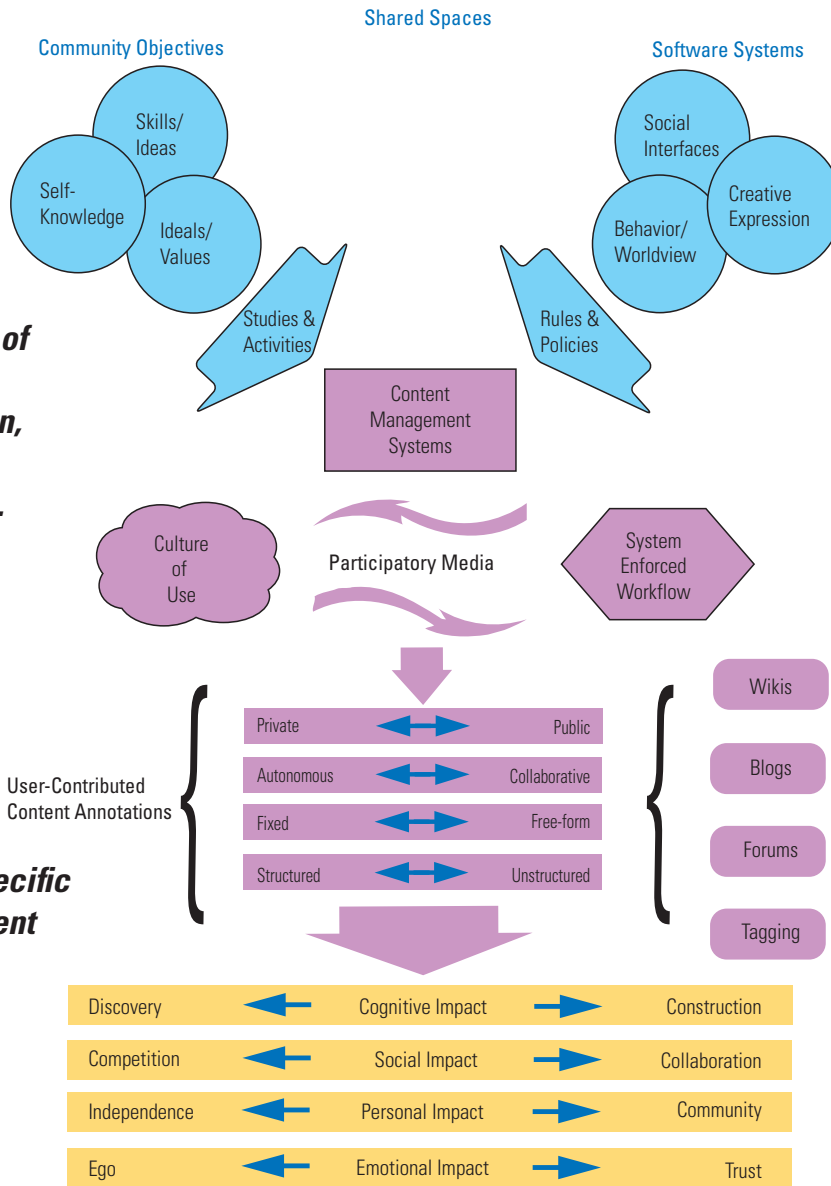 Shared Spaces
Community Objectives
Software Systems
Skills/
Ideas
Self-
Knowledge
Ideals/
Values
Social
Interfaces
Creative
Expression
Behavior/
Worldview
Studies &
Activities
Rules &
Policies
of
n,
Content
Management
Systems
Culture
of
Use
Participatory Media
System
Enforced
Workflow
User-Contributed
Content Annotations
Private Public
Autonomous Collaborative
Fixed Free-form
Structured Unstructured
Wikis
Blogs
Forums
Tagging
ecific
ent
Discovery Cognitive Impact Construction
Competition Social Impact Collaboration
Independence Personal Impact Community
Ego Emotional Impact Trust